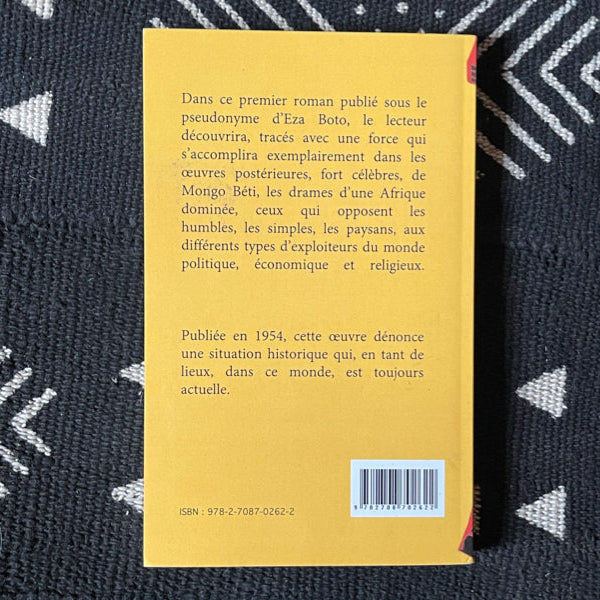 Dans ce premier roman publié sous le
pseudonyme d'Eza Boto, le lecteur
découvrira, tracés avec une force qui
s'accomplira exemplairement dans les
œuvres postérieures, fort célèbres, de
Mongo Béti, les drames d'une Afrique
dominée, ceux qui opposent les
humbles, les simples, les paysans, aux
différents types d'exploiteurs du monde
politique, économique et religieux.
Publiée en 1954, cette œuvre dénonce
une situation historique qui, en tant de
lieux, dans ce monde, est toujours
actuelle.
ISBN : 978-2-7087-0262-2
9 782708 702622